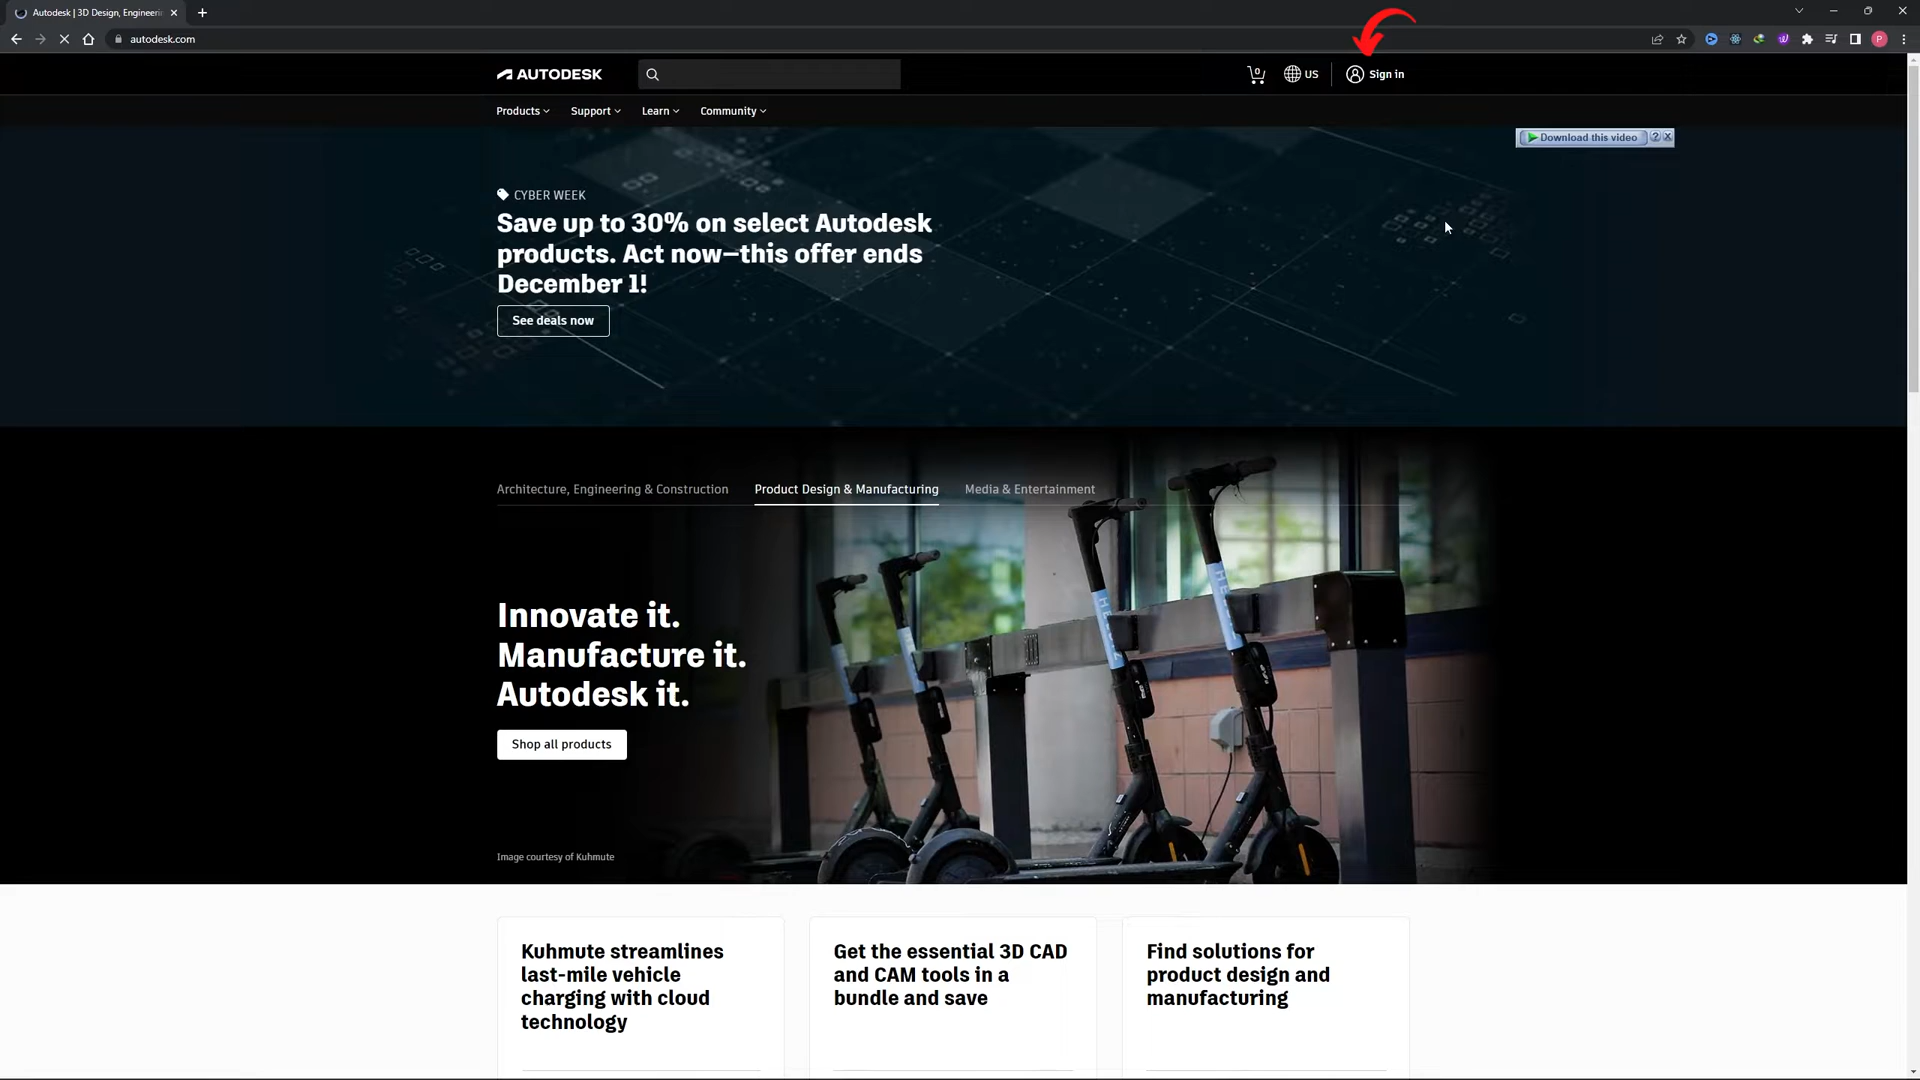 Autodesk | 3D Design, Engineerin
autodesk.com
P
AUTODESK
0
US
Sign in
Products
Support
Learn
Community
Download this video
?
CYBER WEEK
Save up to 30% on select Autodesk
products. Act now—this offer ends
December 1!
See deals now
Architecture, Engineering & Construction
Product Design & Manufacturing
Media & Entertainment
Innovate it.
Manufacture it.
Autodesk it.
Shop all products
Image courtesy of Kuhmute
Kuhmute streamlines
last-mile vehicle
charging with cloud
technology
Get the essential 3D CAD
and CAM tools in a
bundle and save
Find solutions for
product design and
manufacturing